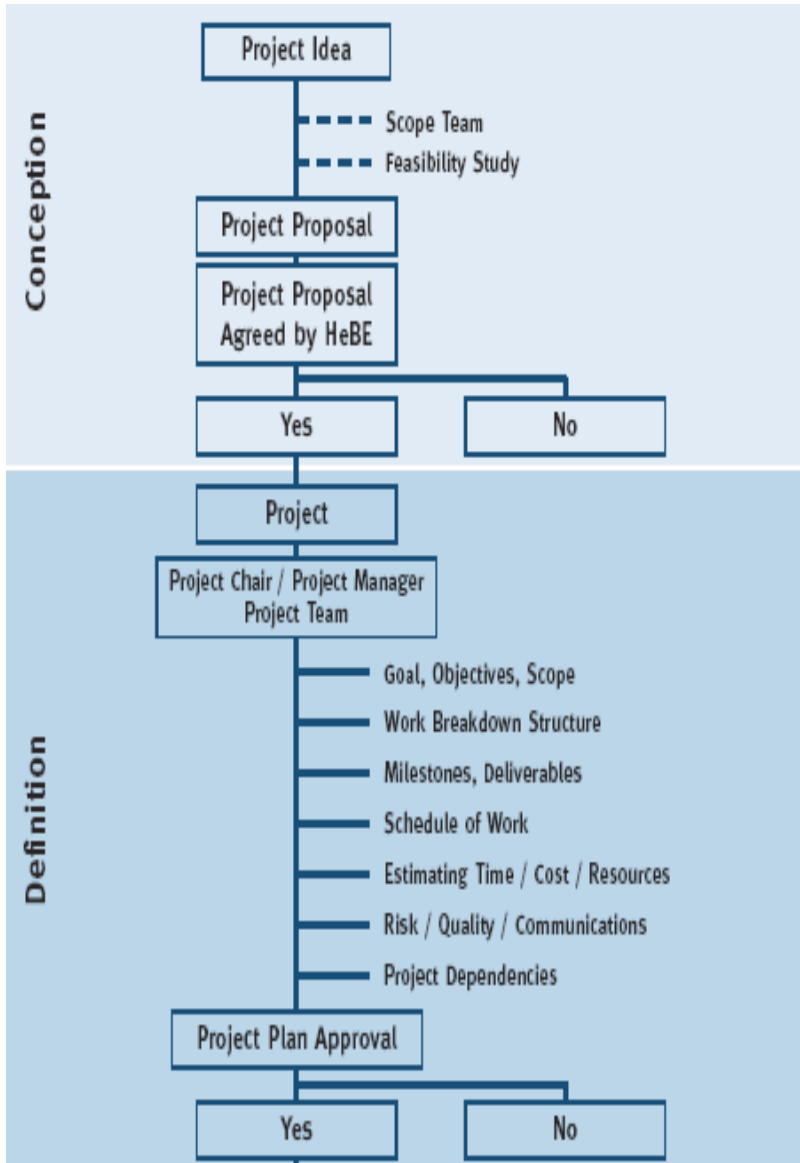 Conception
Project Idea
Scope Team
Feasibility Study
Project Proposal
Project Proposal
Agreed by HeBE
Yes
No
Definition
Project
Project Chair / Project Manager
Project Team
Goal, Objectives, Scope
Work Breakdown Structure
Milestones, Deliverables
Schedule of Work
Estimating Time / Cost / Resources
Risk / Quality / Communications
Project Dependencies
Project Plan Approval
Yes
No